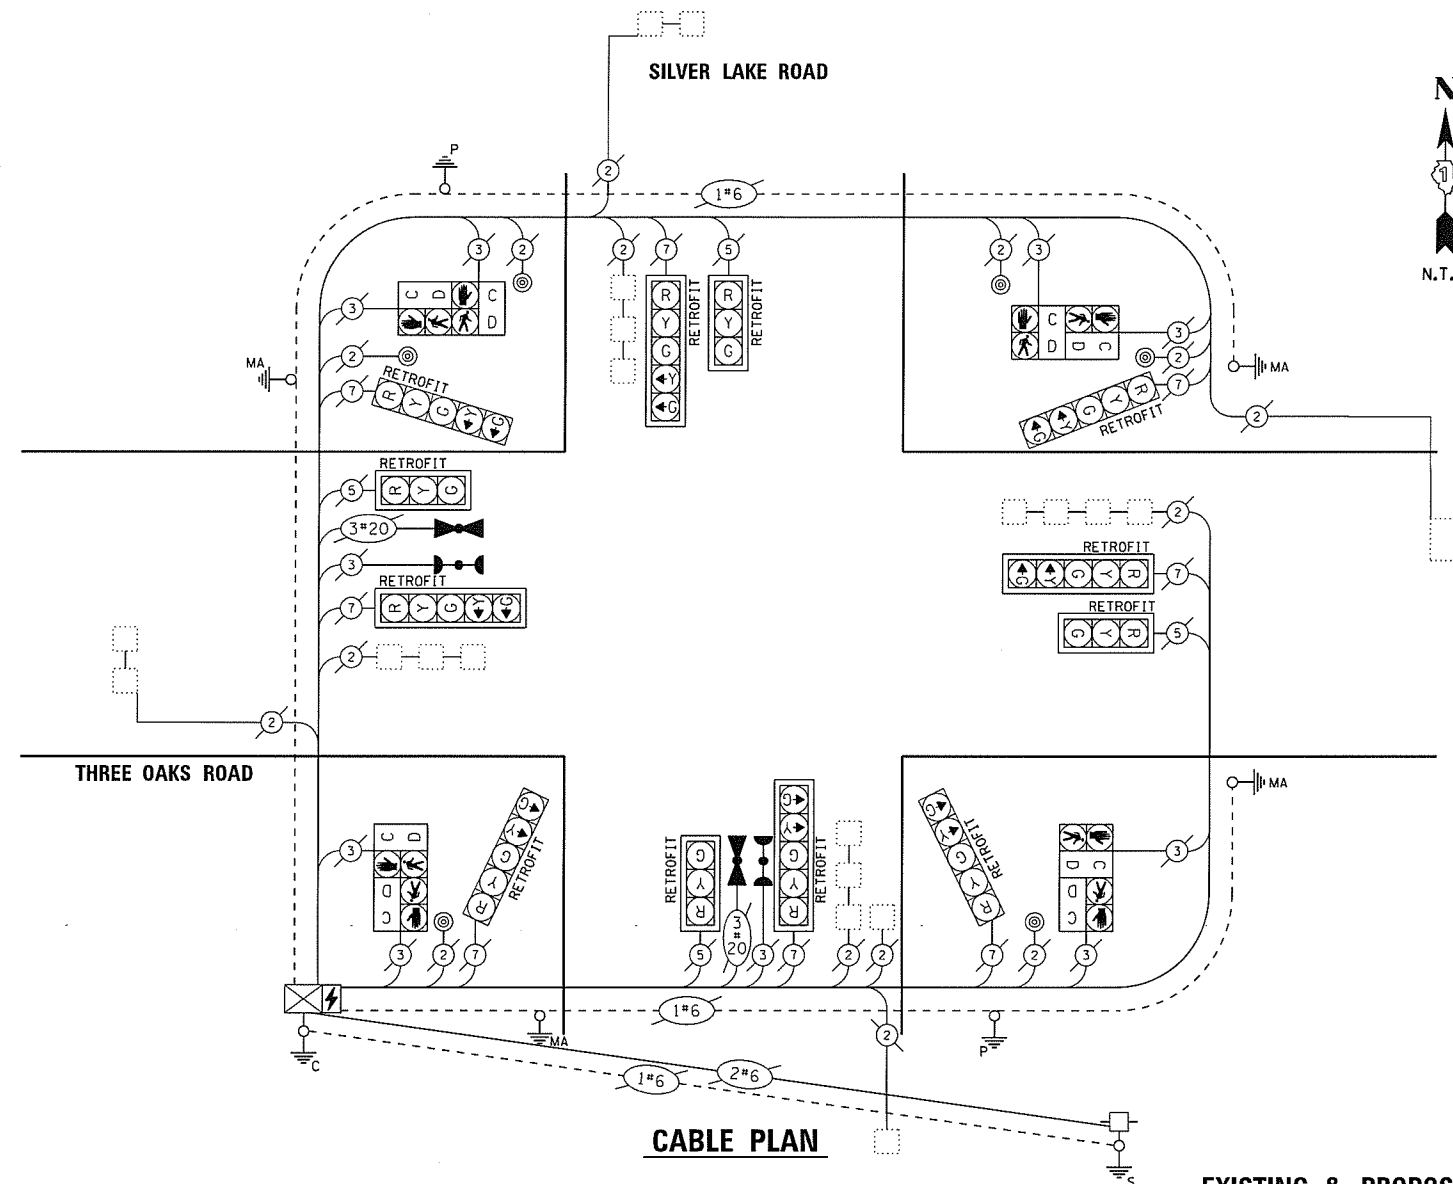 SILVER LAKE ROAD
N
1
N.T.
P
2
1#6
3
2
2
7
5
2
3
C D C
D
R
Y
G
Y
G
RETROFIT
R
Y
G
RETROFIT
C D C
D
3
3
2
2
MA
MA
RETROFIT
7
R Y G Y G
7
G Y G Y R
RETROFIT
2
RETROFIT
5
R Y G
3#20
2
3
RETROFIT
7
R Y G Y G
RETROFIT
G Y G Y R
7
RETROFIT
G Y R
5
2
2
THREE OAKS ROAD
MA
C D
D
C
3
G
Y
G
Y
R
RETROFIT
RETROFIT
G
Y
R
G
Y
G
Y
R
RETROFIT
G
Y
G
Y
R
RETROFIT
D C
D
C
3
3
2
7
5
3
#
20
3
7
2
2
7
2
3
1#6
MA
2
P
C
1#6
2#6
CABLE PLAN
S
EXISTING & PROPOS